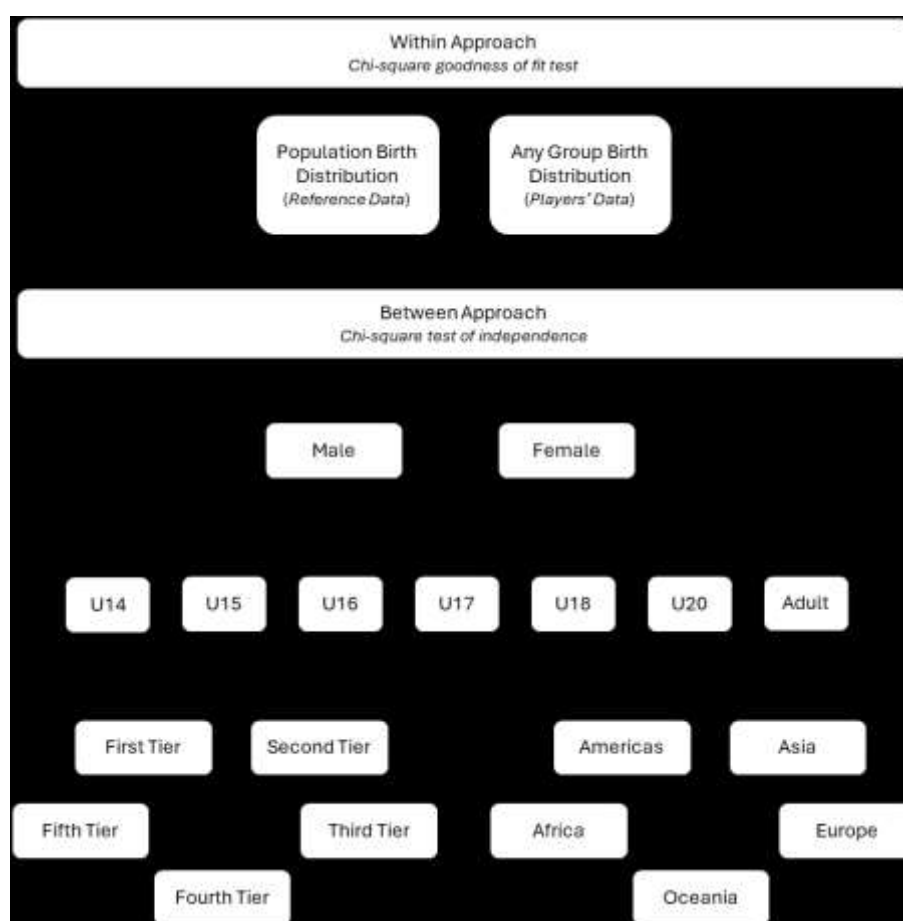 Within Approach
Chi-square goodness of fit test
Population Birth
Distribution
(Reference Data)
Any Group Birth
Distribution
(Players' Data)
Between Approach
Chi-square test of independence
Male
Female
U14
U15
U16
U17
U18
U20
Adult
First Tier
Second Tier
Americas
Asia
Fifth Tier
Third Tier
Africa
Europe
Fourth Tier
Oceania